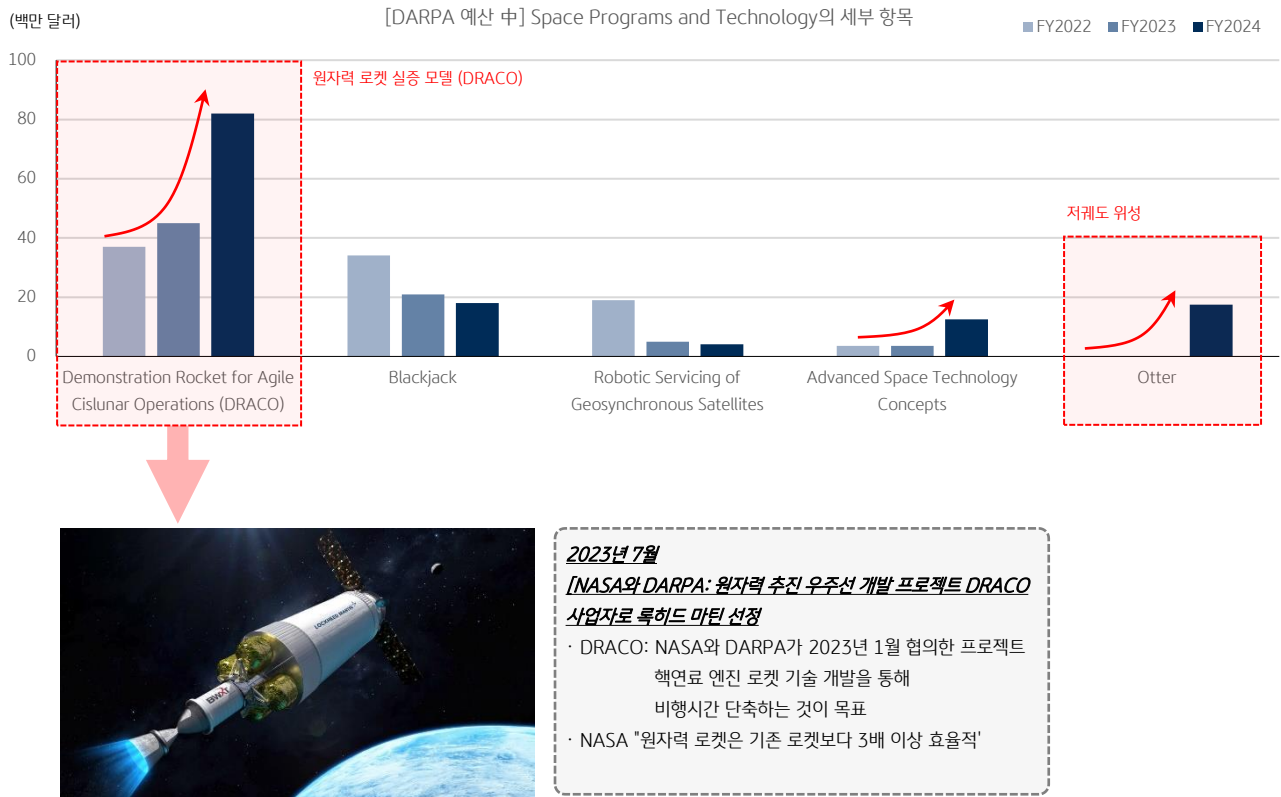 (백만 달러)
[DARPA 예산 中] Space Programs and Technology의 세부 항목
FY2022 FY2023 FY2024
100
80
60
40
20
0
원자력 로켓 실증 모델 (DRACO)
저궤도 위성
Demonstration Rocket for Agile
Cislunar Operations (DRACO)
Blackjack
Robotic Servicing of
Geosynchronous Satellites
Advanced Space Technology
Concepts
Otter
LOCKHEED MARTIN
BWXT
2023년 7월
[NASA와 DARPA: 원자력 추진 우주선 개발 프로젝트 DRACO
사업자로 록히드 마틴 선정
· DRACO: NASA와 DARPA가 2023년 1월 협의한 프로젝트
핵연료 엔진 로켓 기술 개발을 통해
비행시간 단축하는 것이 목표
· NASA "원자력 로켓은 기존 로켓보다 3배 이상 효율적'